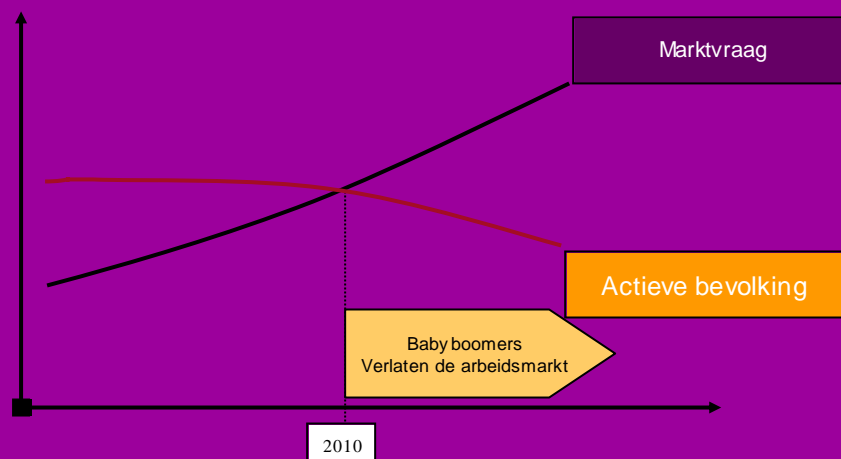 Marktvraag
Actieve bevolking
Baby boomers
Verlaten de arbeidsmarkt
2010